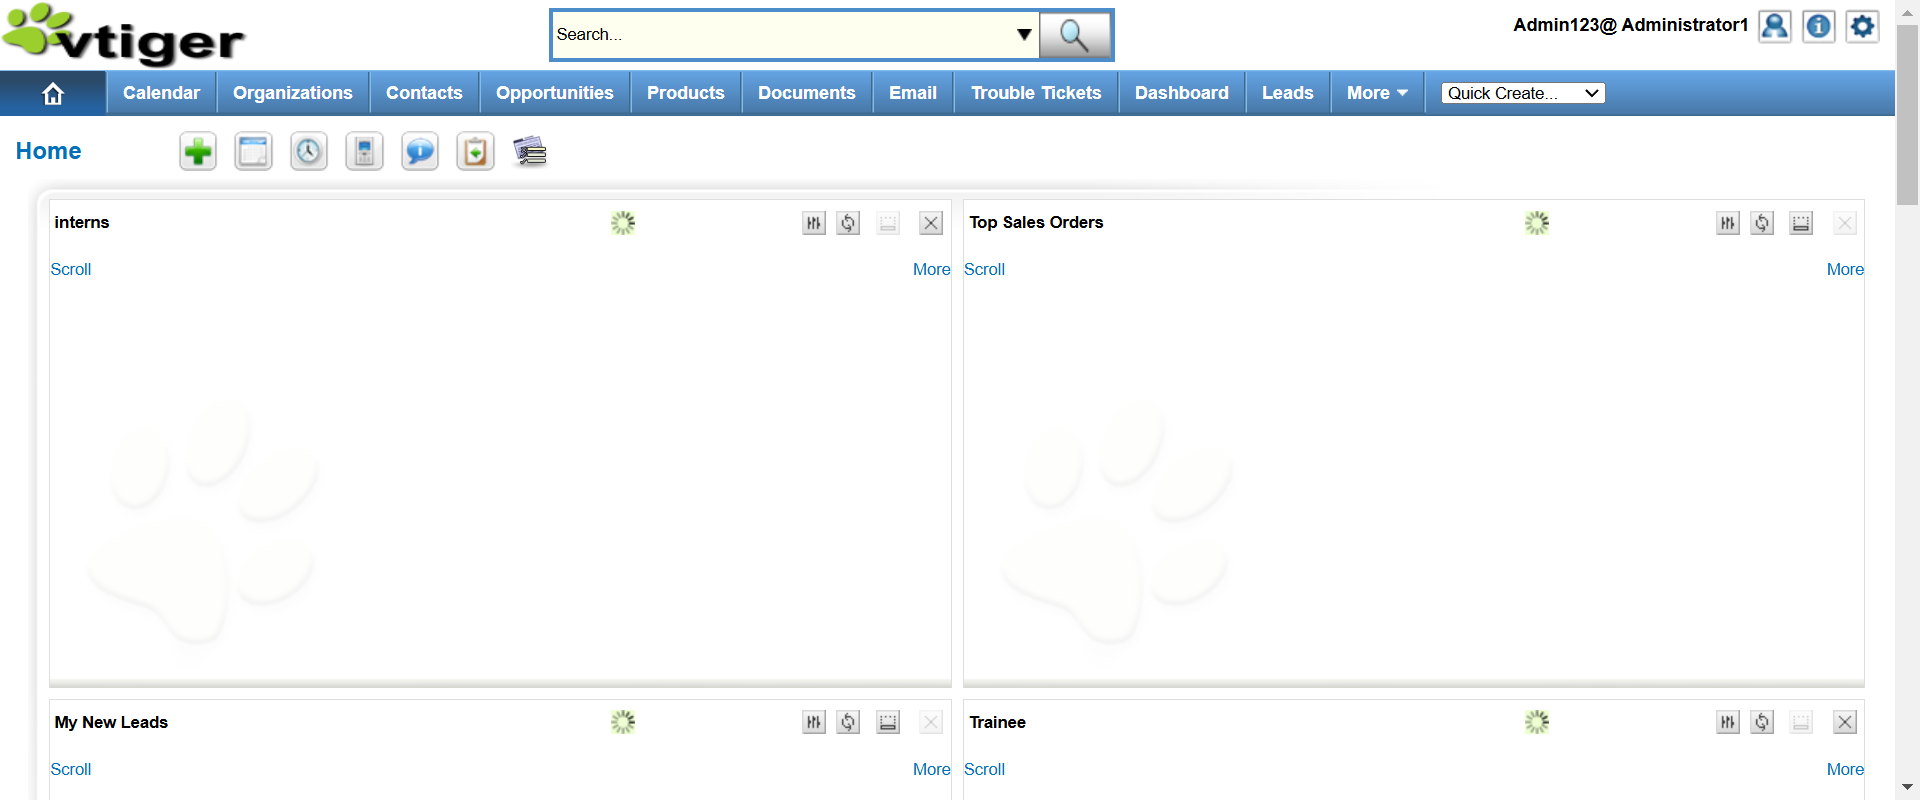 vtiger
Search...
Admin123@ Administrator1
Calendar Organizations Contacts Opportunities Products Documents Email Trouble Tickets Dashboard Leads More Quick Create...
Home
interns
Scroll More
Top Sales Orders
Scroll More
My New Leads
Scroll More
Trainee
Scroll More